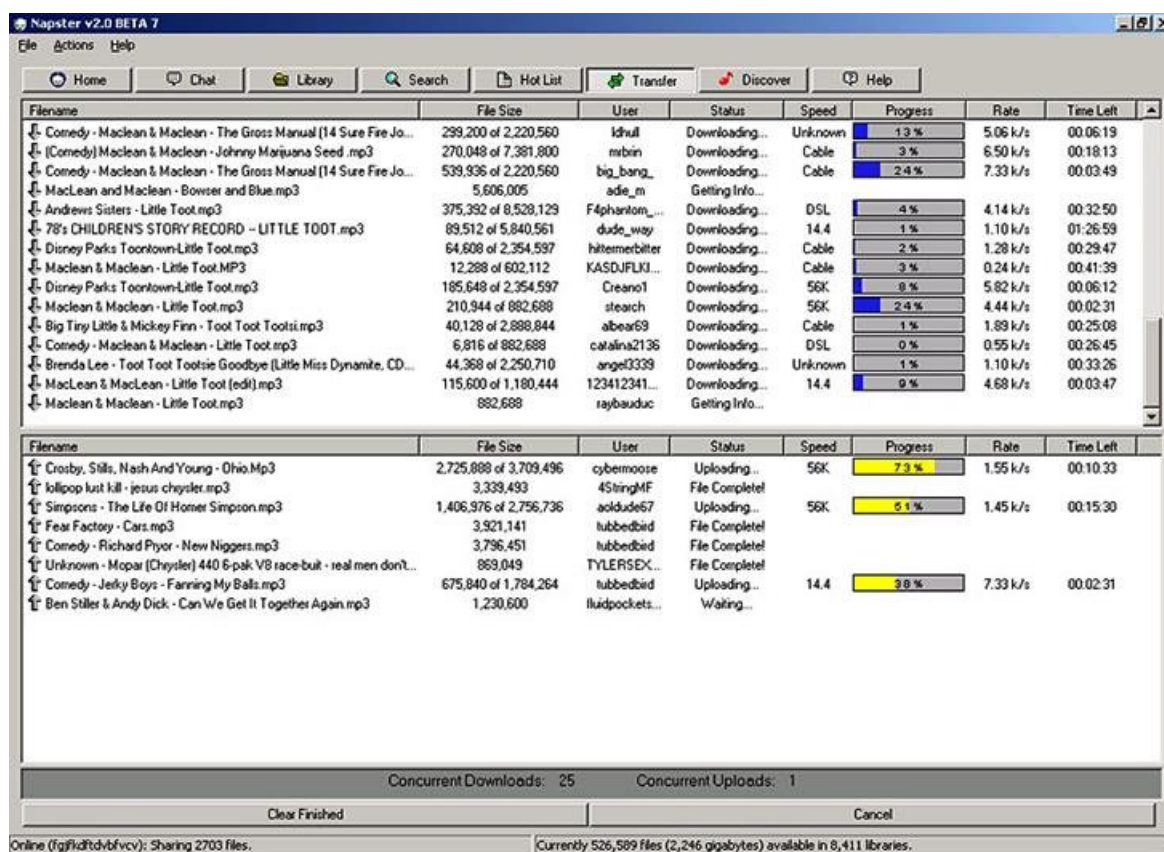 Napster v2.0 BETA 7
File Actions Help
Home Chat Library Search Hot List Transfer Discover Help
Filename File Size User Status Speed Progress Rate Time Left
Comedy - Maclean & Maclean - The Gross Manual (14 Sure Fire Jo... 299,200 of 2,220,560 ldhull Downloading... Unknown 13 % 5.06 k/s 00:06:19
(Comedy) Maclean & Maclean - Johnny Marijuana Seed .mp3 270,048 of 7,381,800 mrbrin Downloading... Cable 3 % 6.50 k/s 00:18:13
Comedy - Maclean & Maclean - The Gross Manual (14 Sure Fire Jo... 539,936 of 2,220,560 big_bang_ Downloading... Cable 24 % 7.33 k/s 00:03:49
MacLean and Maclean - Bowser and Blue.mp3 5,606,005 adie_m Getting Info...
Andrews Sisters - Little Toot.mp3 375,392 of 8,528,129 F4phantom_... Downloading... DSL 4 % 4.14 k/s 00:32:50
78's CHILDREN'S STORY RECORD -- LITTLE TOOT.mp3 89,512 of 5,840,561 dude_way Downloading... 14.4 1 % 1.10 k/s 01:26:59
Disney Parks Toontown-Little Toot.mp3 64,608 of 2,354,597 hittermerbitter Downloading... Cable 2 % 1.28 k/s 00:29:47
Maclean & Maclean - Little Toot.MP3 12,288 of 602,112 KASDJFLKJ... Downloading... Cable 3 % 0.24 k/s 00:41:39
Disney Parks Toontown-Little Toot.mp3 185,648 of 2,354,597 Creano1 Downloading... 56K 8 % 5.82 k/s 00:06:12
Maclean & Maclean - Little Toot.mp3 210,944 of 882,688 stearch Downloading... 56K 24 % 4.44 k/s 00:02:31
Big Tiny Little & Mickey Finn - Toot Toot Tootsi.mp3 40,128 of 2,888,844 albear69 Downloading... Cable 1 % 1.89 k/s 00:25:08
Comedy - Maclean & Maclean - Little Toot.mp3 6,816 of 882,688 catalina2136 Downloading... DSL 0 % 0.55 k/s 00:26:45
Brenda Lee - Toot Toot Tootsie Goodbye (Little Miss Dynamite, CD... 44,368 of 2,250,710 angel3339 Downloading... Unknown 1 % 1.10 k/s 00:33:26
MacLean & MacLean - Little Toot (edit).mp3 115,600 of 1,180,444 123412341... Downloading... 14.4 9 % 4.68 k/s 00:03:47
Maclean & Maclean - Little Toot.mp3 882,688 raybauduc Getting Info...
Filename File Size User Status Speed Progress Rate Time Left
Crosby, Stills, Nash And Young - Ohio.Mp3 2,725,888 of 3,709,496 cybermoose Uploading... 56K 73 % 1.55 k/s 00:10:33
lollipop lust kill - jesus chrysler.mp3 3,339,493 4StringMF File Complete!
Simpsons - The Life Of Homer Simpson.mp3 1,406,976 of 2,756,736 aoldude67 Uploading... 56K 51 % 1.45 k/s 00:15:30
Fear Factory - Cars.mp3 3,921,141 tubbedbird File Complete!
Comedy - Richard Pryor - New Niggers.mp3 3,796,451 tubbedbird File Complete!
Unknown - Mopar (Chrysler) 440 6-pak V8 race-buit - real men don't... 869,049 TYLERSEX... File Complete!
Comedy - Jerky Boys - Fanning My Balls.mp3 675,840 of 1,784,264 tubbedbird Uploading... 14.4 38 % 7.33 k/s 00:02:31
Ben Stiller & Andy Dick - Can We Get It Together Again.mp3 1,230,600 fluidpockets... Waiting...
Concurrent Downloads: 25 Concurrent Uploads: 1
Clear Finished Cancel
Online (fgjfkdftdvbfvcv): Sharing 2703 files. Currently 526,589 files (2,246 gigabytes) available in 8,411 libraries.